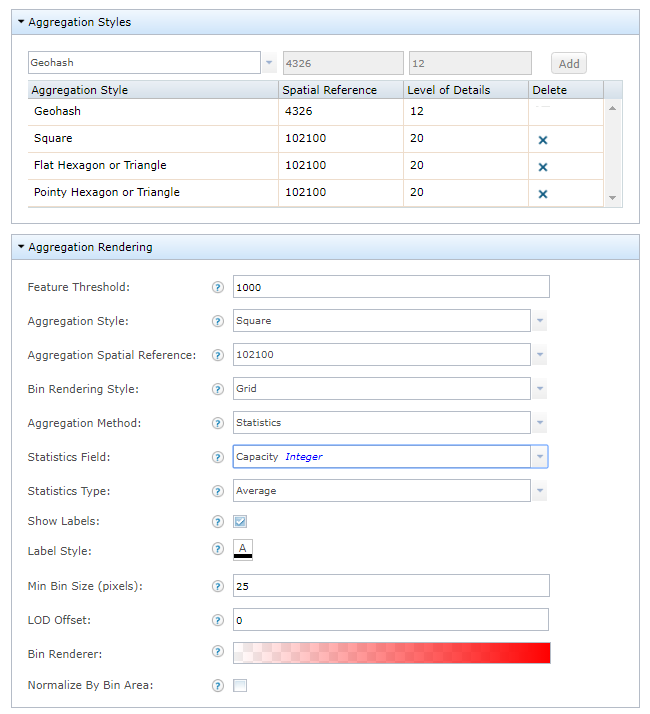 Aggregation Styles
Geohash 4326 12 Add
Aggregation Style Spatial Reference Level of Details Delete
Geohash 4326 12
Square 102100 20
Flat Hexagon or Triangle 102100 20
Pointy Hexagon or Triangle 102100 20
Aggregation Rendering
Feature Threshold: ? 1000
Aggregation Style: ? Square
Aggregation Spatial Reference: ? 102100
Bin Rendering Style: ? Grid
Aggregation Method: ? Statistics
Statistics Field: ? Capacity Integer
Statistics Type: ? Average
Show Labels: ?
Label Style: ? A
Min Bin Size (pixels): ? 25
LOD Offset: ? 0
Bin Renderer: ?
Normalize By Bin Area: ?